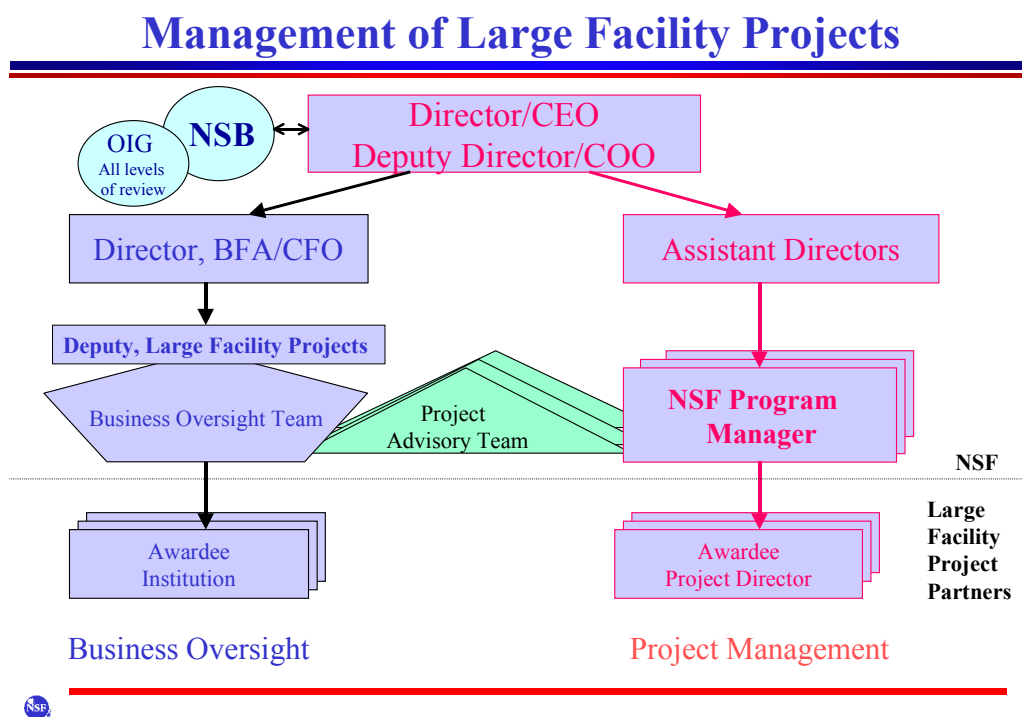 Management of Large Facility Projects
NSB
OIG
All levels
of review
Director/CEO
Deputy Director/COO
Director, BFA/CFO
Assistant Directors
Deputy, Large Facility Projects
Business Oversight Team
Project
Advisory Team
NSF Program
Manager
NSF
Large
Facility
Project
Partners
Awardee
Institution
Awardee
Project Director
Business Oversight
Project Management
NSF